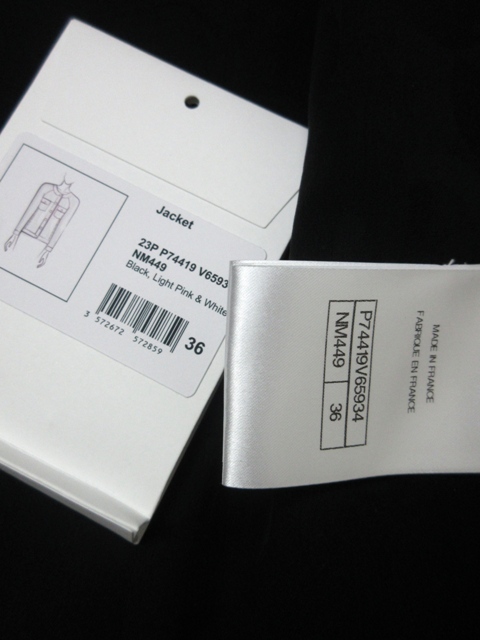 Jacket
23P P74419 V6593
NM449
Black, Light Pink & White
3 572672 572859
36
P74419V65934
NM449 36
MADE IN FRANCE
FABRIQUE EN FRANCE